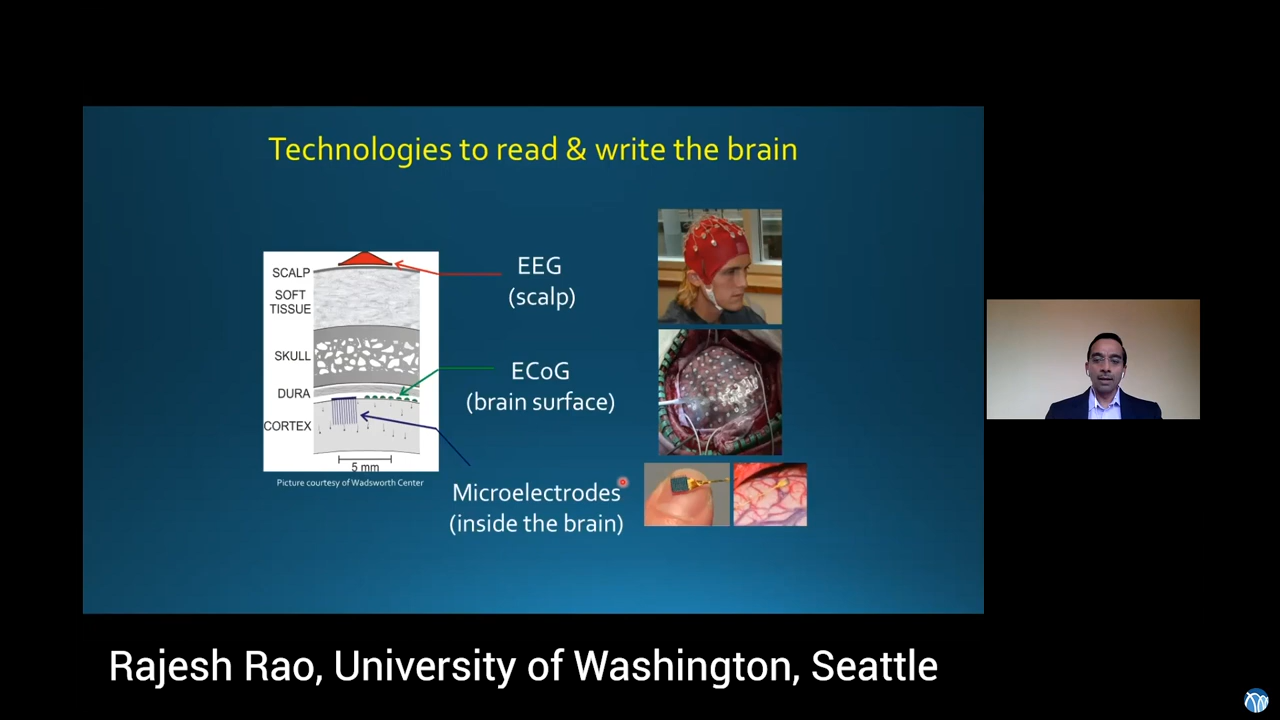 Technologies to read & write the brain
SCALP
SOFT
TISSUE
SKULL
DURA
CORTEX
5 mm
Picture courtesy of Wadsworth Center
EEG
(scalp)
ECoG
(brain surface)
Microelectrodes
(inside the brain)
Rajesh Rao, University of Washington, Seattle